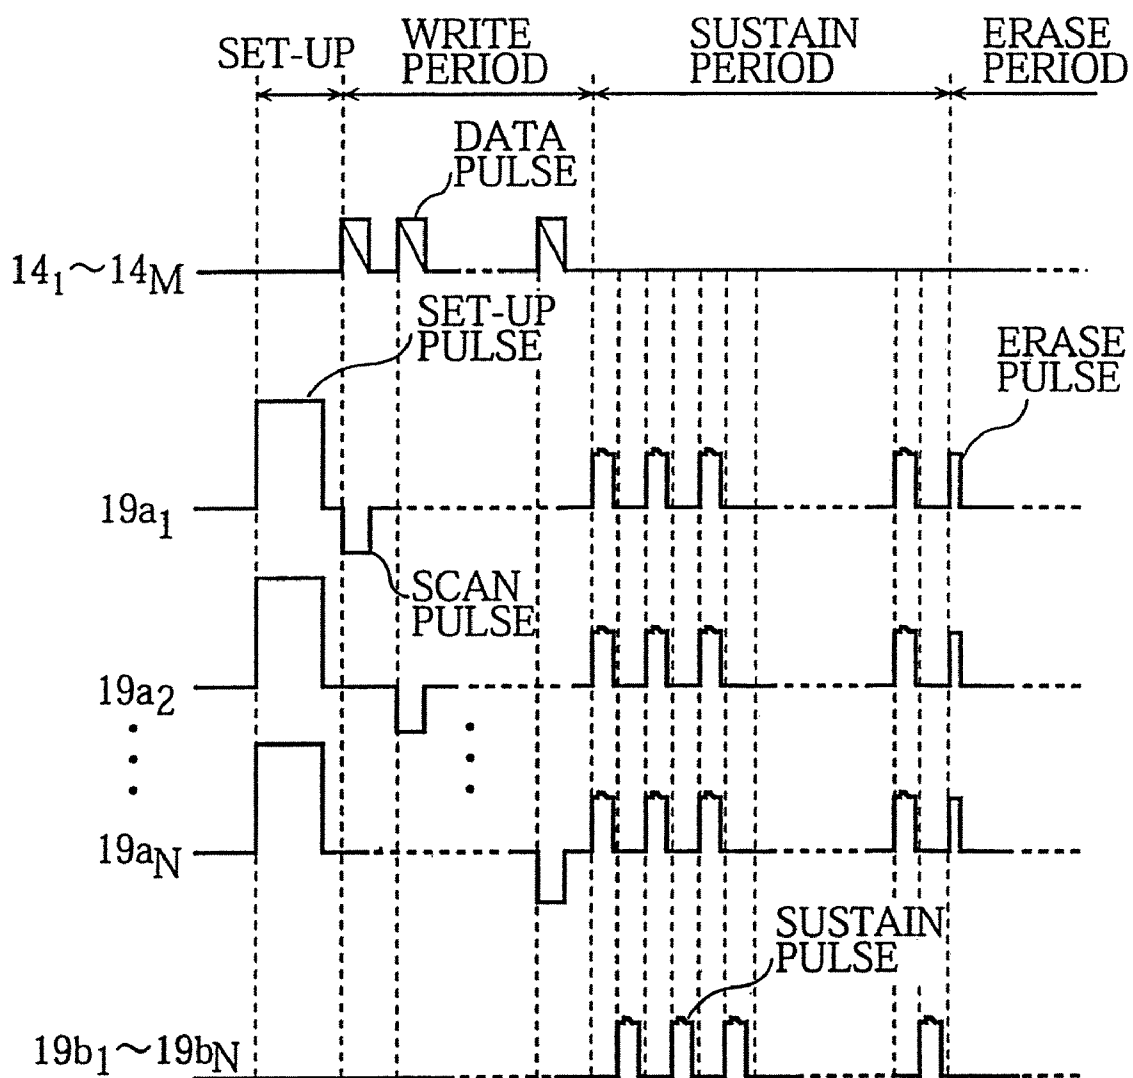 SET-UP
WRITE
PERIOD
SUSTAIN
PERIOD
ERASE
PERIOD
DATA
PULSE
14₁~14M
SET-UP
PULSE
ERASE
PULSE
19a₁
SCAN
PULSE
19a₂
19aN
SUSTAIN
PULSE
19b₁~19bN